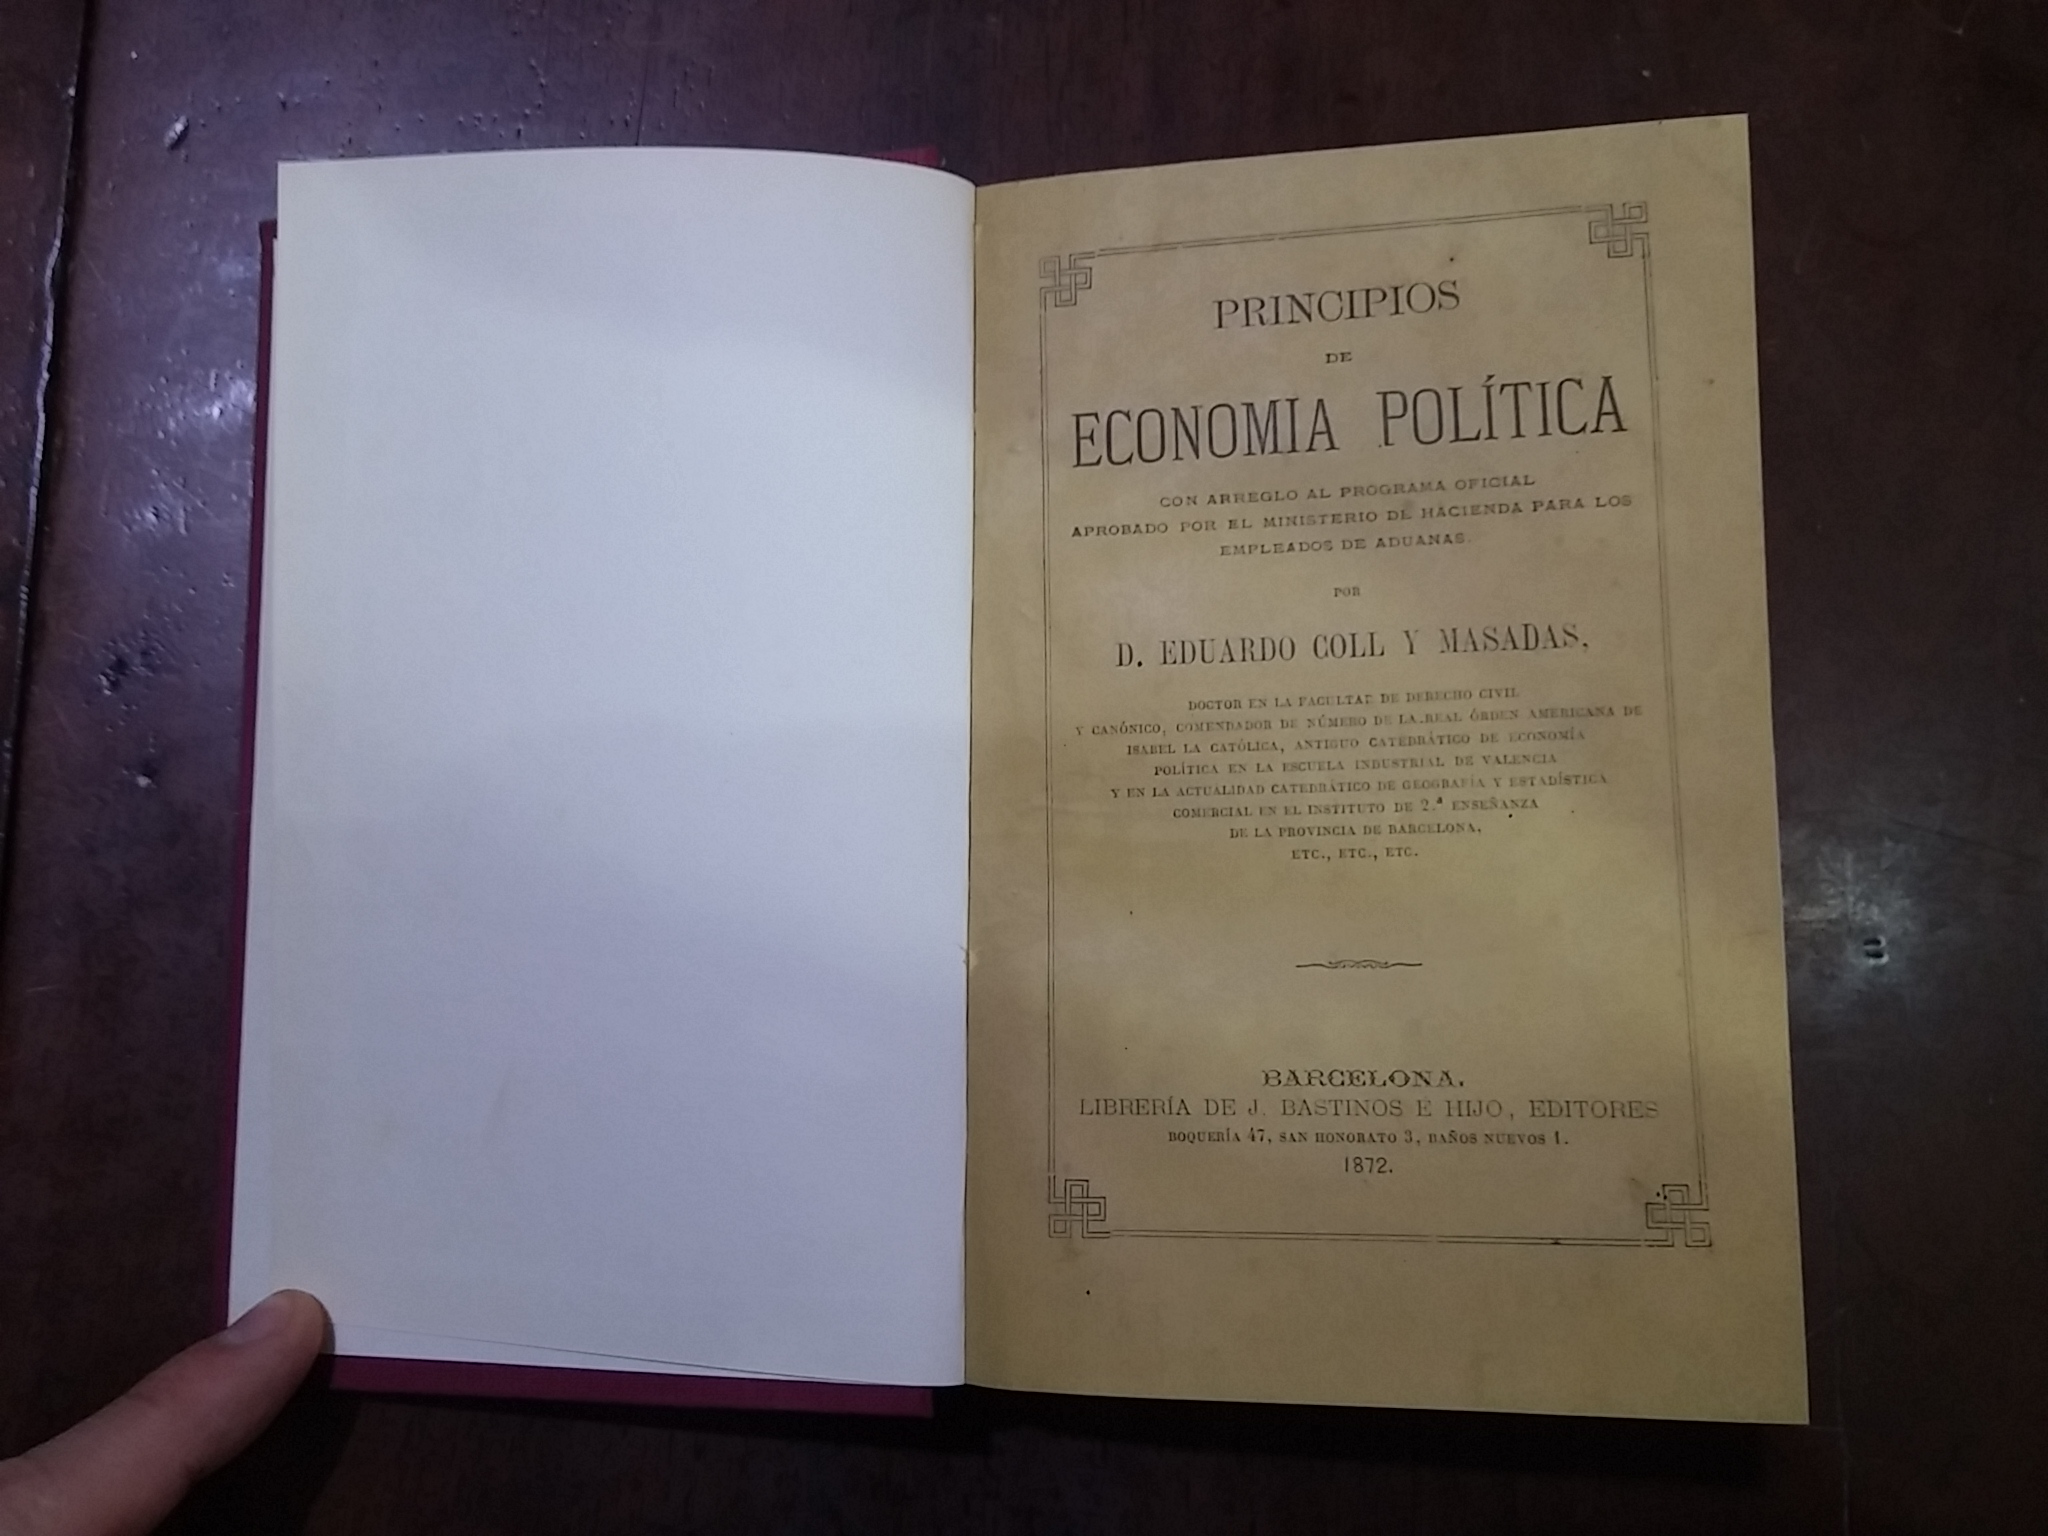 PRINCIPIOS
DE
ECONOMIA POLÍTICA
CON ARREGLO AL PROGRAMA OFICIAL
APROBADO POR EL MINISTERIO DE HACIENDA PARA LOS
EMPLEADOS DE ADUANAS.
POR
D. EDUARDO COLL Y MASADAS,
DOCTOR EN LA FACULTAD DE DERECHO CIVIL
Y CANÓNICO, COMENDADOR DE NÚMERO DE LA REAL ÓRDEN AMERICANA DE
ISABEL LA CATÓLICA, ANTIGUO CATEDRÁTICO DE ECONOMÍA
POLÍTICA EN LA ESCUELA INDUSTRIAL DE VALENCIA
Y EN LA ACTUALIDAD CATEDRÁTICO DE GEOGRAFÍA Y ESTADÍSTICA
COMERCIAL EN EL INSTITUTO DE 2.ª ENSEÑANZA
DE LA PROVINCIA DE BARCELONA,
ETC., ETC., ETC.
BARCELONA.
LIBRERÍA DE J. BASTINOS É HIJO, EDITORES
BOQUERÍA 47, SAN HONORATO 3, BAÑOS NUEVOS 1.
1872.